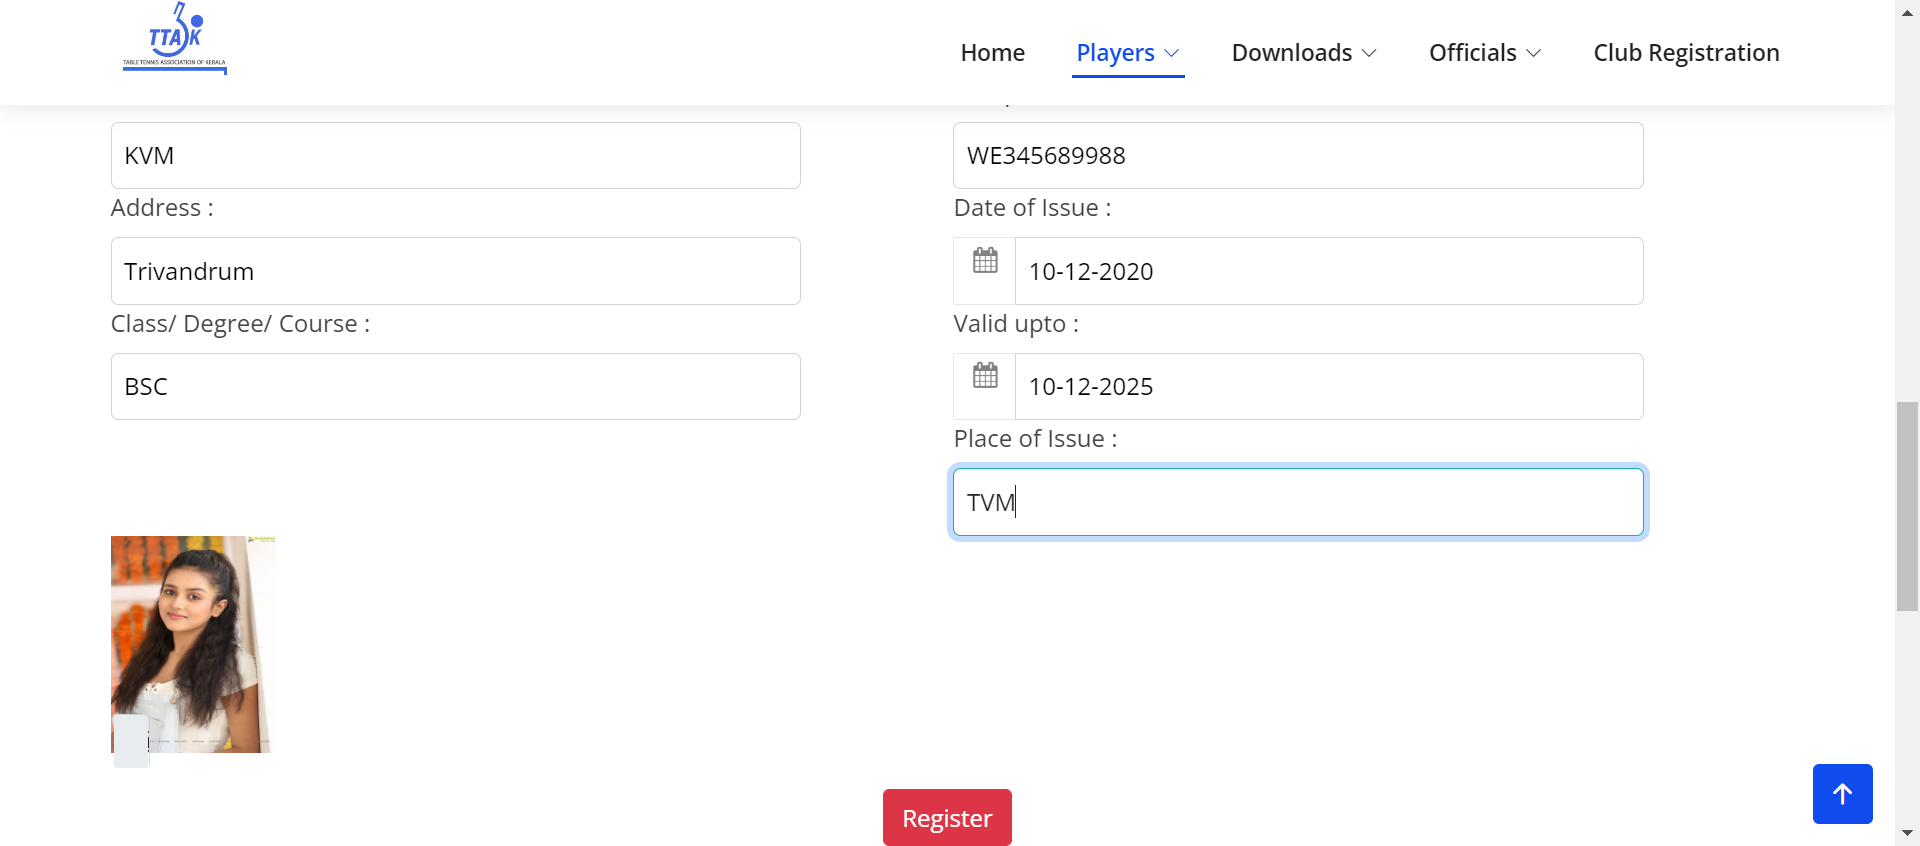 TTA K
TABLE TENNIS ASSOCIATION OF KERALA
Home
Players
Downloads
Officials
Club Registration
KVM
WE345689988
Address :
Date of Issue :
Trivandrum
10-12-2020
Class/ Degree/ Course :
Valid upto :
BSC
10-12-2025
Place of Issue :
TVM
Register